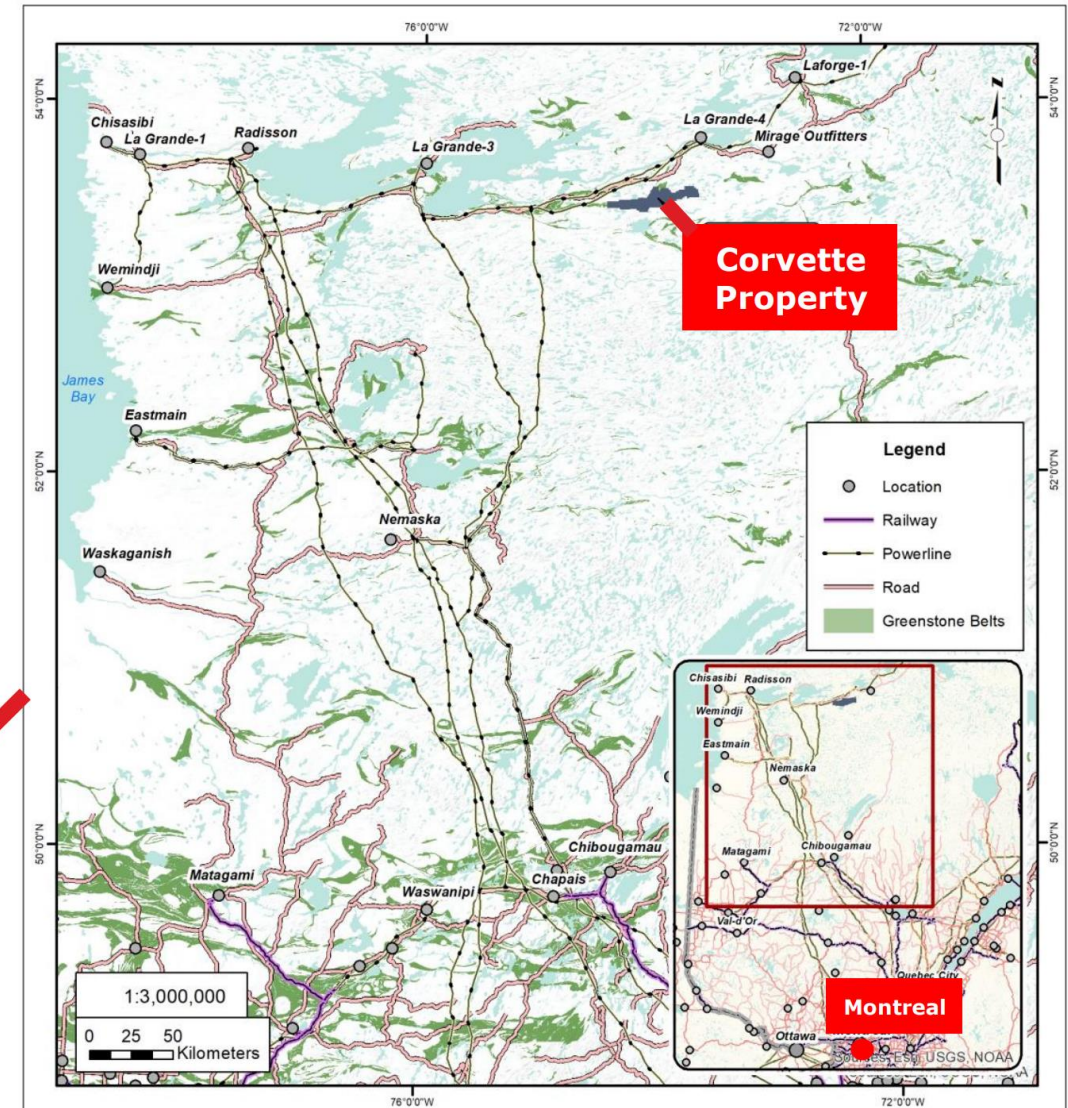 76°0'0"W
72°0'0"W
54°0'0"N
54°0'0"N
Laforge-1
Chisasibi
La Grande-1
Radisson
La Grande-3
La Grande-4
Mirage Outfitters
N
Corvette
Property
Wemindji
James
Bay
Eastmain
52°0'0"N
52°0'0"N
Nemaska
Waskaganish
Legend
Location
Railway
Powerline
Road
Greenstone Belts
50°0'0"N
50°0'0"N
Matagami
Waswanipi
Chapais
Chibougamau
1:3,000,000
0 25 50
Kilometers
Chisasibi
Radisson
Wemindji
Eastmain
Nemaska
Matagami
Chibougamau
Val-d'Or
Quebec City
Montreal
Ottawa
Sources: Esri, USGS, NOAA
76°0'0"W
72°0'0"W